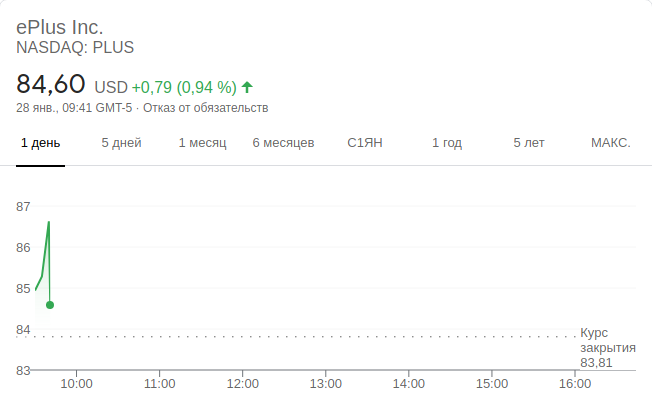 ePlus Inc.
NASDAQ: PLUS
84,60 USD +0,79 (0,94 %)
28 янв., 09:41 GMT-5 · Отказ от обязательств
1 день 5 дней 1 месяц 6 месяцев С1ЯН 1 год 5 лет МАКС.
87
86
85
84
Курс
закрытия
83,81
83
10:00 11:00 12:00 13:00 14:00 15:00 16:00